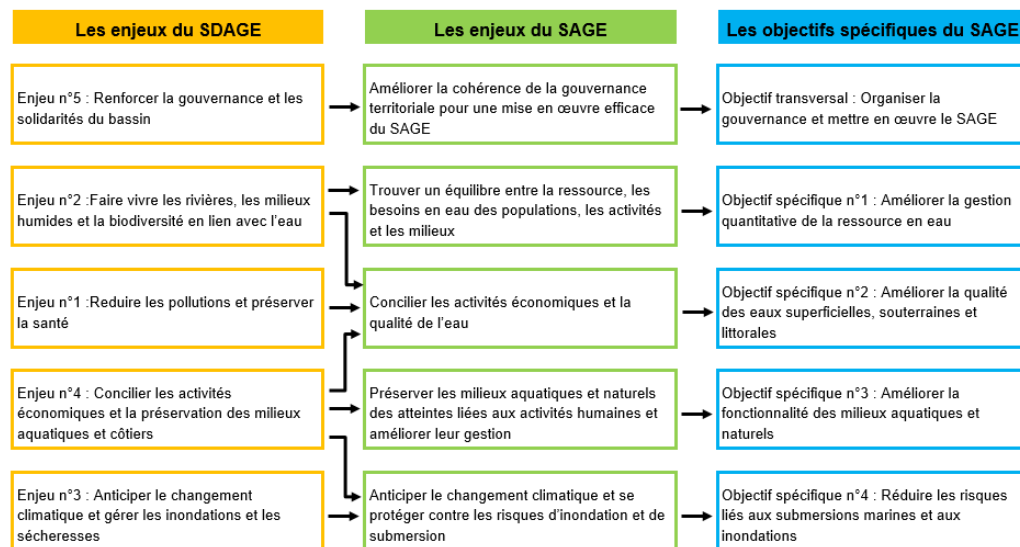 Les enjeux du SDAGE
Les enjeux du SAGE
Les objectifs spécifiques du SAGE
Enjeu n°5 : Renforcer la gouvernance et les
solidarités du bassin
Améliorer la cohérence de la gouvernance
territoriale pour une mise en œuvre efficace
du SAGE
Objectif transversal : Organiser la
gouvernance et mettre en œuvre le SAGE
Enjeu n°2 :Faire vivre les rivières, les milieux
humides et la biodiversité en lien avec l'eau
Trouver un équilibre entre la ressource, les
besoins en eau des populations, les activités
et les milieux
Objectif spécifique n°1 : Améliorer la gestion
quantitative de la ressource en eau
Enjeu n°1 :Reduire les pollutions et préserver
la santé
Concilier les activités économiques et la
qualité de l'eau
Objectif spécifique n°2 : Améliorer la qualité
des eaux superficielles, souterraines et
littorales
Enjeu n°4 : Concilier les activités
économiques et la préservation des milieux
aquatiques et côtiers
Préserver les milieux aquatiques et naturels
des atteintes liées aux activités humaines et
améliorer leur gestion
Objectif spécifique n°3 : Améliorer la
fonctionnalité des milieux aquatiques et
naturels
Enjeu n°3 : Anticiper le changement
climatique et gérer les inondations et les
sécheresses
Anticiper le changement climatique et se
protéger contre les risques d'inondation et de
submersion
Objectif spécifique n°4 : Réduire les risques
liés aux submersions marines et aux
inondations